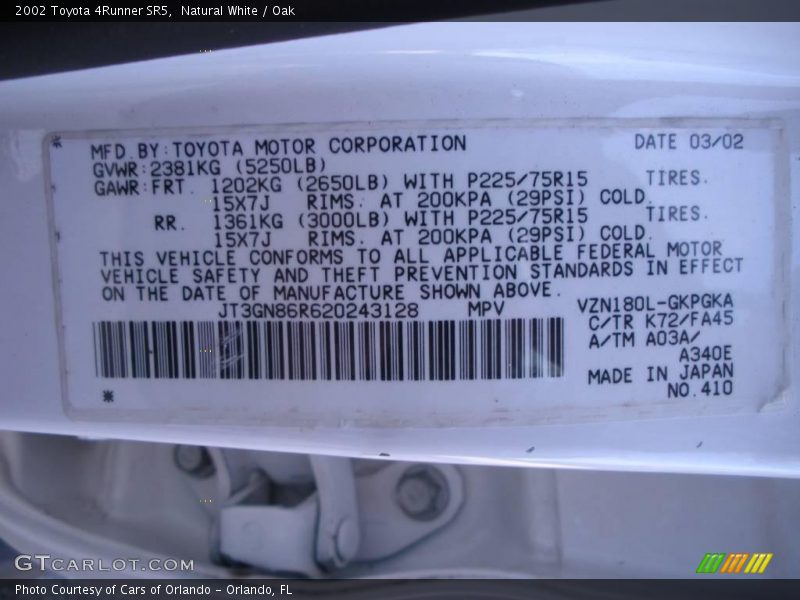 2002 Toyota 4Runner SR5, Natural White / Oak
MFD.BY:TOYOTA MOTOR CORPORATION DATE 03/02
GVWR:2381KG (5250LB)
GAWR:FRT. 1202KG (2650LB) WITH P225/75R15 TIRES.
15X7J RIMS. AT 200KPA (29PSI) COLD.
RR. 1361KG (3000LB) WITH P225/75R15 TIRES.
15X7J RIMS. AT 200KPA (29PSI) COLD.
THIS VEHICLE CONFORMS TO ALL APPLICABLE FEDERAL MOTOR
VEHICLE SAFETY AND THEFT PREVENTION STANDARDS IN EFFECT
ON THE DATE OF MANUFACTURE SHOWN ABOVE.
JT3GN86R620243128 MPV VZN180L-GKPGKA
C/TR K72/FA45
A/TM A03A/
A340E
MADE IN JAPAN
NO.410
GTCARLOT.COM
Photo Courtesy of Cars of Orlando - Orlando, FL